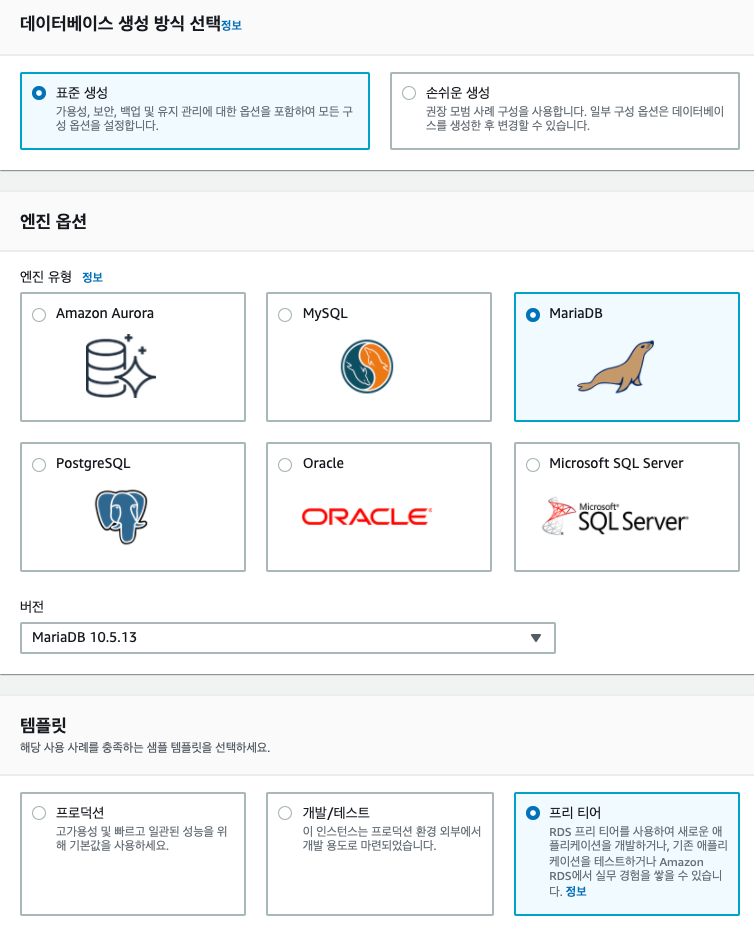 데이터베이스 생성 방식 선택정보
표준 생성
가용성, 보안, 백업 및 유지 관리에 대한 옵션을 포함하여 모든 구
성 옵션을 설정합니다.
손쉬운 생성
권장 모범 사례 구성을 사용합니다. 일부 구성 옵션은 데이터베이
스를 생성한 후 변경할 수 있습니다.
엔진 옵션
엔진 유형 정보
Amazon Aurora
MySQL
MariaDB
PostgreSQL
Oracle
ORACLE
Microsoft SQL Server
Microsoft
SQL Server
버전
MariaDB 10.5.13
템플릿
해당 사용 사례를 충족하는 샘플 템플릿을 선택하세요.
프로덕션
고가용성 및 빠르고 일관된 성능을 위
해 기본값을 사용하세요.
개발/테스트
이 인스턴스는 프로덕션 환경 외부에서
개발 용도로 마련되었습니다.
프리 티어
RDS 프리 티어를 사용하여 새로운 애
플리케이션을 개발하거나, 기존 애플리
케이션을 테스트하거나 Amazon
RDS에서 실무 경험을 쌓을 수 있습니
다. 정보